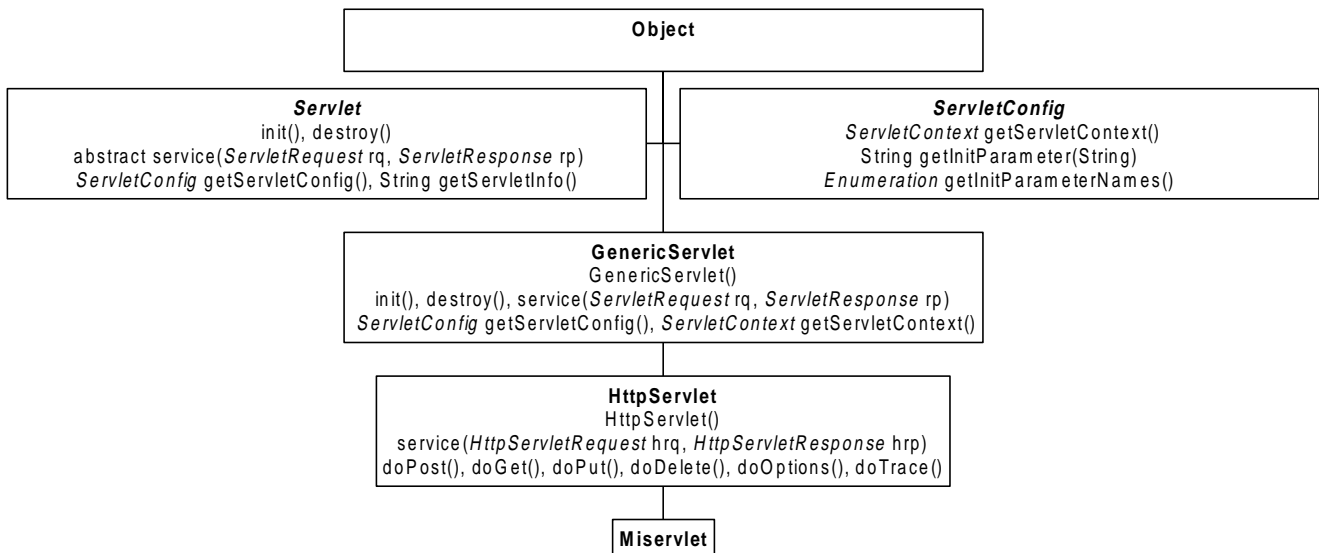 Object
Servlet
init(), destroy()
abstract service(ServletRequest rq, ServletResponse rp)
ServletConfig getServletConfig(), String getServletInfo()
ServletConfig
ServletContext getServletContext()
String getInitParameter(String)
Enumeration getInitParameterNames()
GenericServlet
GenericServlet()
init(), destroy(), service(ServletRequest rq, ServletResponse rp)
ServletConfig getServletConfig(), ServletContext getServletContext()
HttpServlet
HttpServlet()
service(HttpServletRequest hrq, HttpServletResponse hrp)
doPost(), doGet(), doPut(), doDelete(), doOptions(), doTrace()
Miservlet